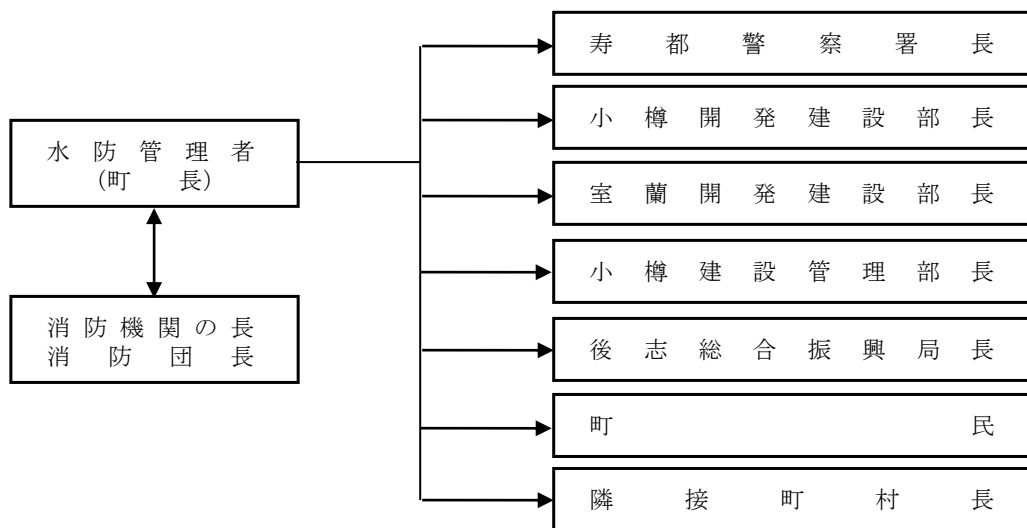 水防管理者
(町長)
消防機関の長
消防団長
寿都警察署長
小樽開発建設部長
室蘭開発建設部長
小樽建設管理部長
後志総合振興局長
町民
隣接町村長